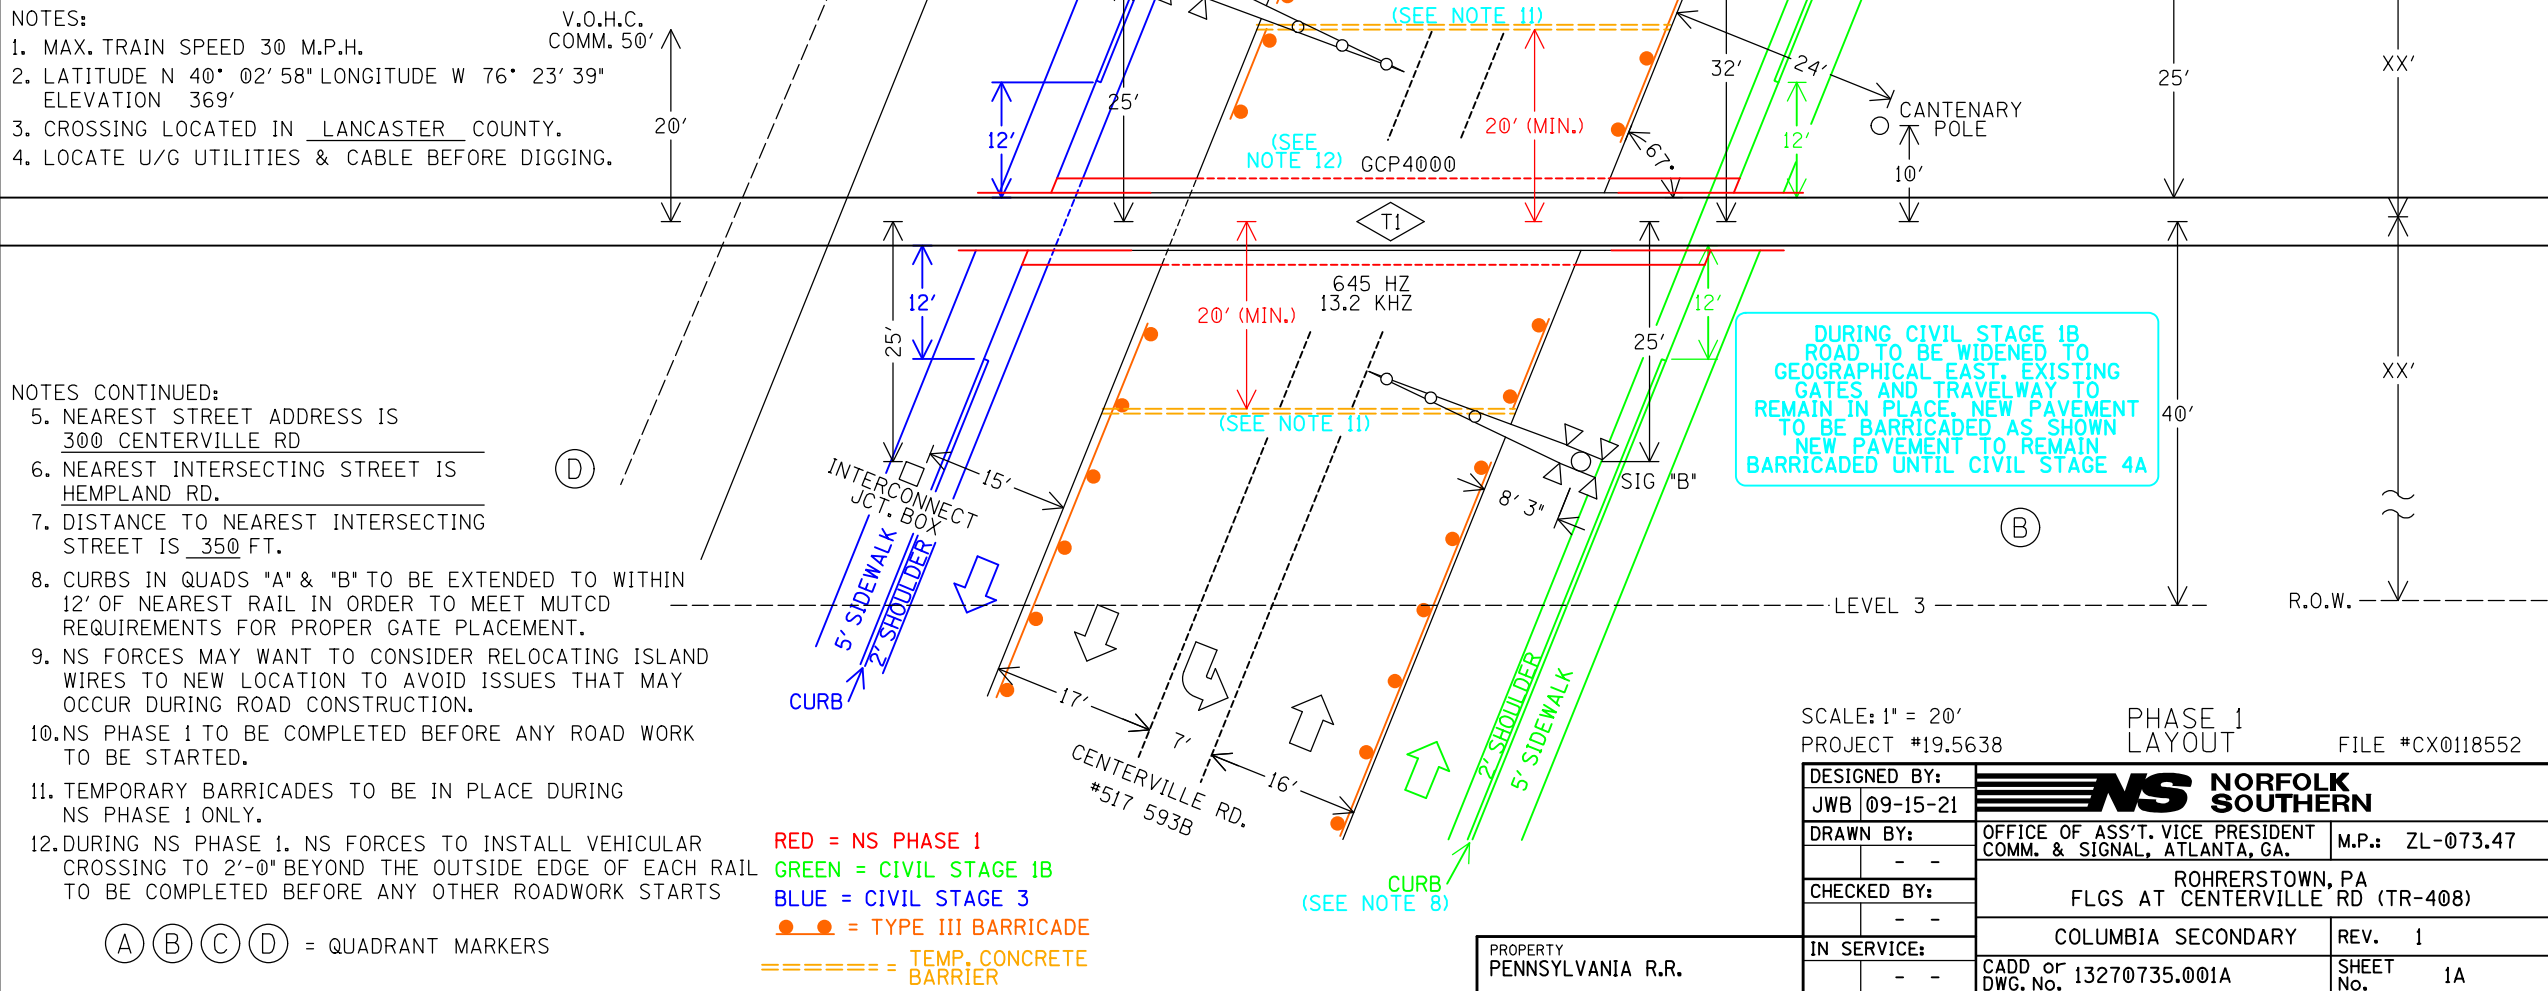 NOTES:
1. MAX. TRAIN SPEED 30 M.P.H.
2. LATITUDE N 40° 02' 58" LONGITUDE W 76° 23' 39"
ELEVATION 369'
3. CROSSING LOCATED IN LANCASTER COUNTY.
4. LOCATE U/G UTILITIES & CABLE BEFORE DIGGING.
V.O.H.C.
COMM. 50'
20'
12'
25'
(SEE NOTE 11)
(SEE
NOTE 12)
GCP4000
20' (MIN.)
67°
32'
24'
12'
CANTENARY
POLE
10'
25'
XX'
T1
12'
25'
20' (MIN.)
645 HZ
13.2 KHZ
(SEE NOTE 11)
12'
25'
DURING CIVIL STAGE 1B
ROAD TO BE WIDENED TO
GEOGRAPHICAL EAST. EXISTING
GATES AND TRAVELWAY TO
REMAIN IN PLACE. NEW PAVEMENT
TO BE BARRICADED AS SHOWN
NEW PAVEMENT TO REMAIN
BARRICADED UNTIL CIVIL STAGE 4A
40'
XX'
NOTES CONTINUED:
5. NEAREST STREET ADDRESS IS
300 CENTERVILLE RD
6. NEAREST INTERSECTING STREET IS
HEMPLAND RD.
7. DISTANCE TO NEAREST INTERSECTING
STREET IS 350 FT.
8. CURBS IN QUADS "A" & "B" TO BE EXTENDED TO WITHIN
12' OF NEAREST RAIL IN ORDER TO MEET MUTCD
REQUIREMENTS FOR PROPER GATE PLACEMENT.
9. NS FORCES MAY WANT TO CONSIDER RELOCATING ISLAND
WIRES TO NEW LOCATION TO AVOID ISSUES THAT MAY
OCCUR DURING ROAD CONSTRUCTION.
10. NS PHASE 1 TO BE COMPLETED BEFORE ANY ROAD WORK
TO BE STARTED.
11. TEMPORARY BARRICADES TO BE IN PLACE DURING
NS PHASE 1 ONLY.
12. DURING NS PHASE 1. NS FORCES TO INSTALL VEHICULAR
CROSSING TO 2'-0" BEYOND THE OUTSIDE EDGE OF EACH RAIL
TO BE COMPLETED BEFORE ANY OTHER ROADWORK STARTS
A B C D = QUADRANT MARKERS
D
INTERCONNECT
JCT. BOX
15'
SIG "B"
8' 3"
B
5' SIDEWALK
2' SHOULDER
CURB
LEVEL 3
R.O.W.
17'
7'
16'
CENTERVILLE RD.
#517 593B
2' SHOULDER
5' SIDEWALK
CURB
(SEE NOTE 8)
RED = NS PHASE 1
GREEN = CIVIL STAGE 1B
BLUE = CIVIL STAGE 3
= TYPE III BARRICADE
= TEMP. CONCRETE
BARRIER
SCALE: 1" = 20'
PROJECT #19.5638
PHASE 1
LAYOUT
FILE #CX0118552
DESIGNED BY:
JWB 09-15-21
DRAWN BY:
- -
CHECKED BY:
- -
IN SERVICE:
- -
NS NORFOLK
SOUTHERN
OFFICE OF ASS'T. VICE PRESIDENT
COMM. & SIGNAL, ATLANTA, GA.
M.P.: ZL-073.47
ROHRERSTOWN, PA
FLGS AT CENTERVILLE RD (TR-408)
COLUMBIA SECONDARY
REV. 1
CADD or
DWG. No. 13270735.001A
SHEET
No. 1A
PROPERTY
PENNSYLVANIA R.R.